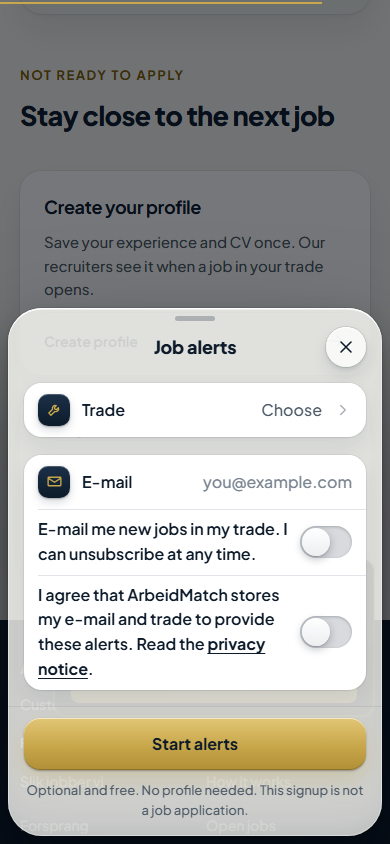 NOT READY TO APPLY
Stay close to the next job
Create your profile
Save your experience and CV once. Our
recruiters see it when a job in your trade
opens.
Create profile
Job alerts
Trade
Choose
E-mail
you@example.com
E-mail me new jobs in my trade. I
can unsubscribe at any time.
I agree that ArbeidMatch stores
my e-mail and trade to provide
these alerts. Read the privacy
notice.
Start alerts
Slik jobber vi
How it works
Optional and free. No profile needed. This signup is not
a job application.
Forsprang
Open jobs